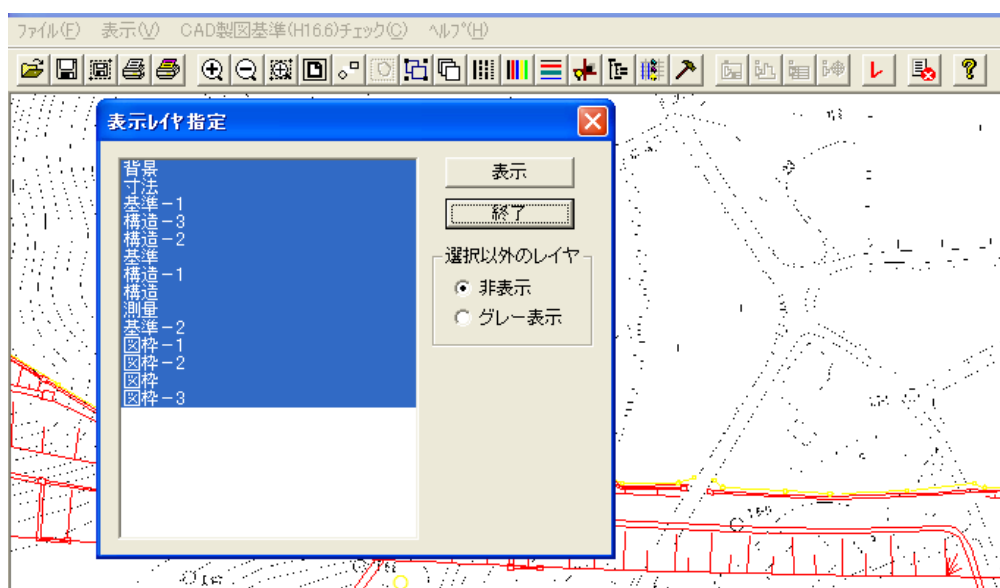 ファイル(F) 表示(V) CAD製図基準(H16.6)チェック(C) ヘルプ(H)
表示レイヤ指定
背景
寸法
基準－1
構造－3
構造－2
基準
構造－1
構造
測量
基準－2
図枠－1
図枠－2
図枠
図枠－3
表示
終了
選択以外のレイヤ
非表示
グレー表示